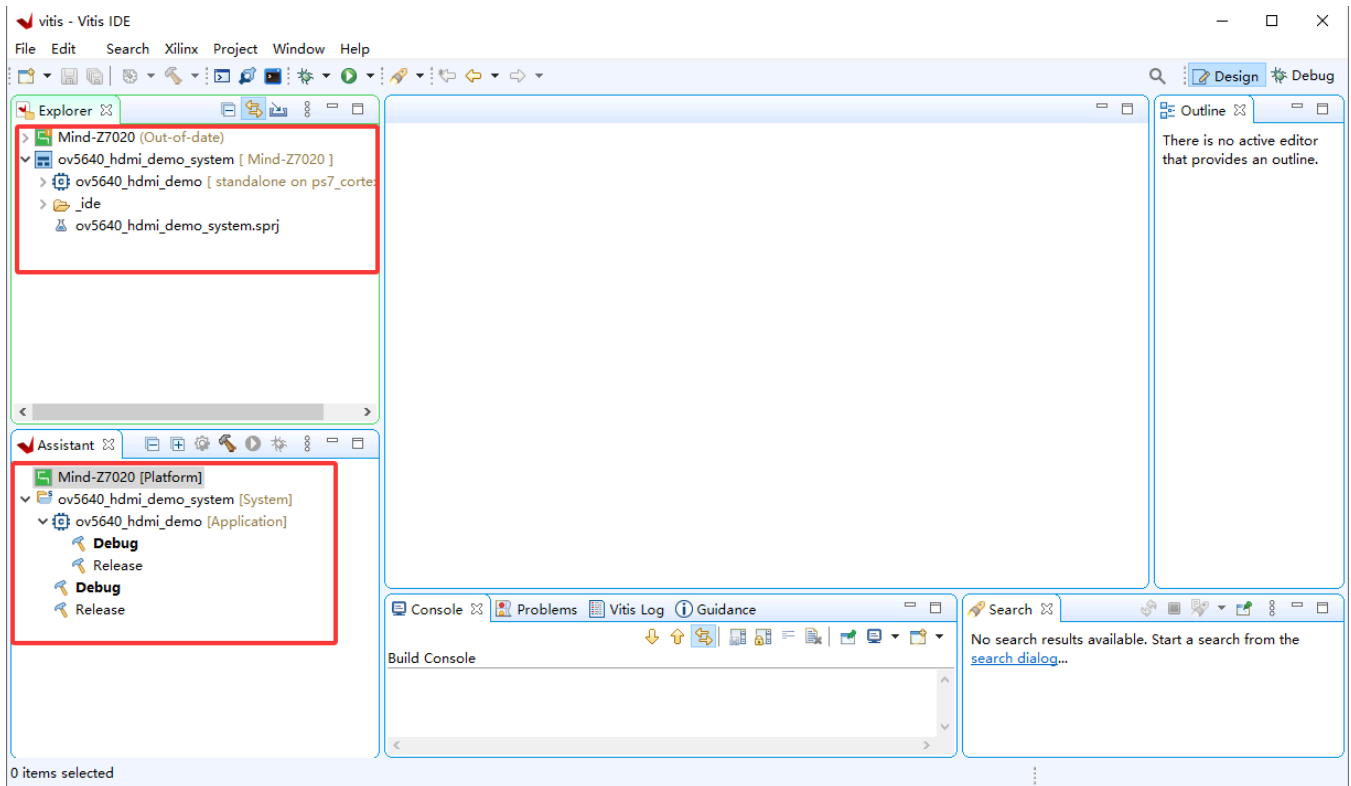 vitis - Vitis IDE
File Edit Search Xilinx Project Window Help
Design Debug
Explorer
Mind-Z7020 (Out-of-date)
ov5640_hdmi_demo_system [ Mind-Z7020 ]
ov5640_hdmi_demo [ standalone on ps7_corte
_ide
ov5640_hdmi_demo_system.sprj
Assistant
Mind-Z7020 [Platform]
ov5640_hdmi_demo_system [System]
ov5640_hdmi_demo [Application]
Debug
Release
Debug
Release
Outline
There is no active editor
that provides an outline.
Console Problems Vitis Log Guidance
Build Console
Search
No search results available. Start a search from the
search dialog...
0 items selected